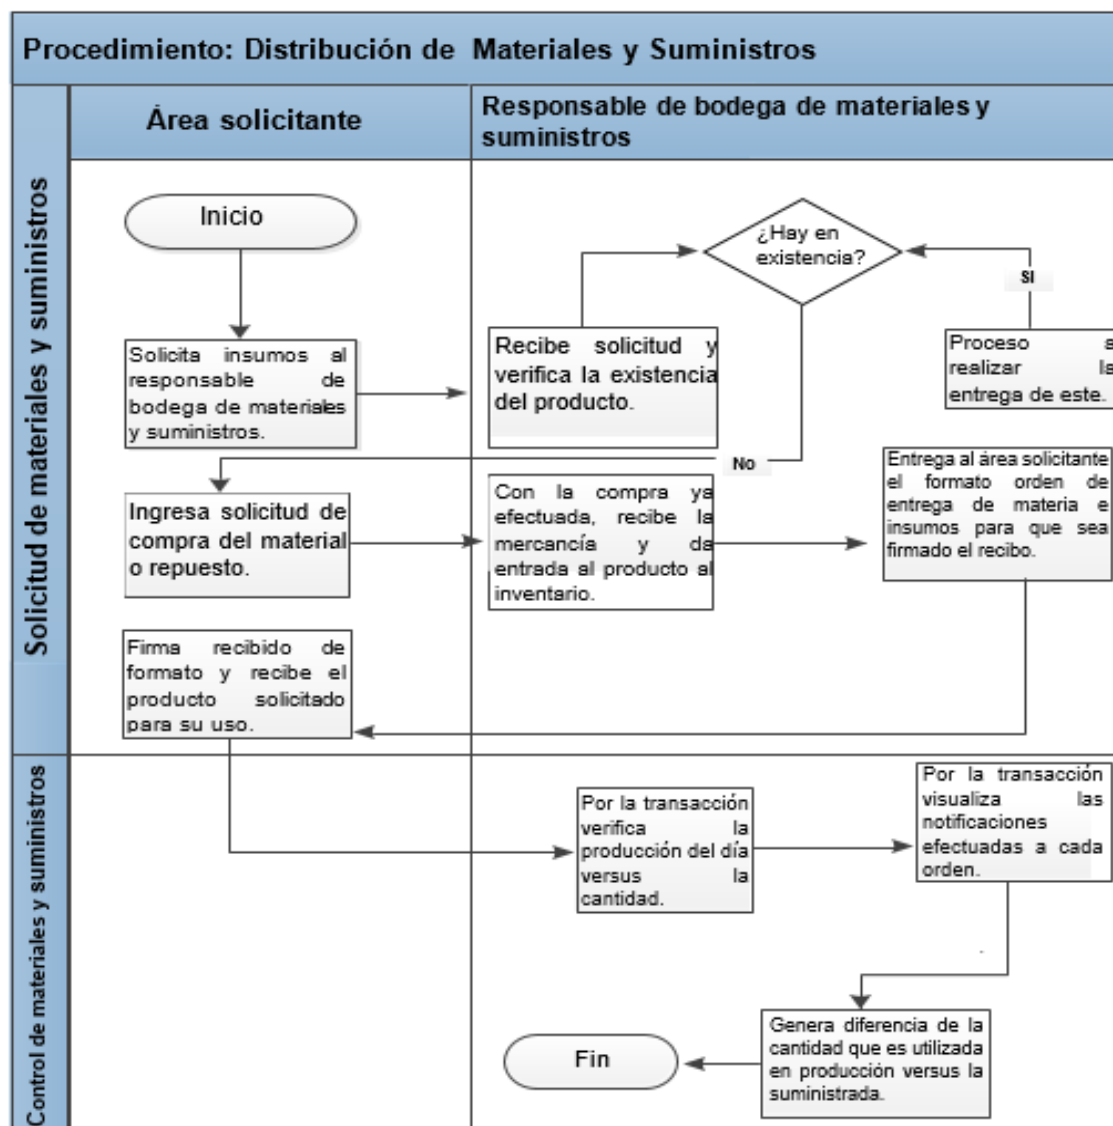 Procedimiento: Distribución de Materiales y Suministros
Solicitud de materiales y suministros
Área solicitante
Responsable de bodega de materiales y
suministros
Inicio
¿Hay en
existencia?
SI
Solicita insumos al
responsable de
bodega de materiales
y suministros.
Recibe solicitud y
verifica la existencia
del producto.
Proceso a
realizar la
entrega de este.
No
Ingresa solicitud de
compra del material
o repuesto.
Con la compra ya
efectuada, recibe la
mercancía y da
entrada al producto al
inventario.
Entrega al área solicitante
el formato orden de
entrega de materia e
insumos para que sea
firmado el recibo.
Firma recibido de
formato y recibe el
producto solicitado
para su uso.
Control de materiales y suministros
Por la transacción
verifica la
producción del día
versus la
cantidad.
Por la transacción
visualiza las
notificaciones
efectuadas a cada
orden.
Genera diferencia de la
cantidad que es utilizada
en producción versus la
suministrada.
Fin